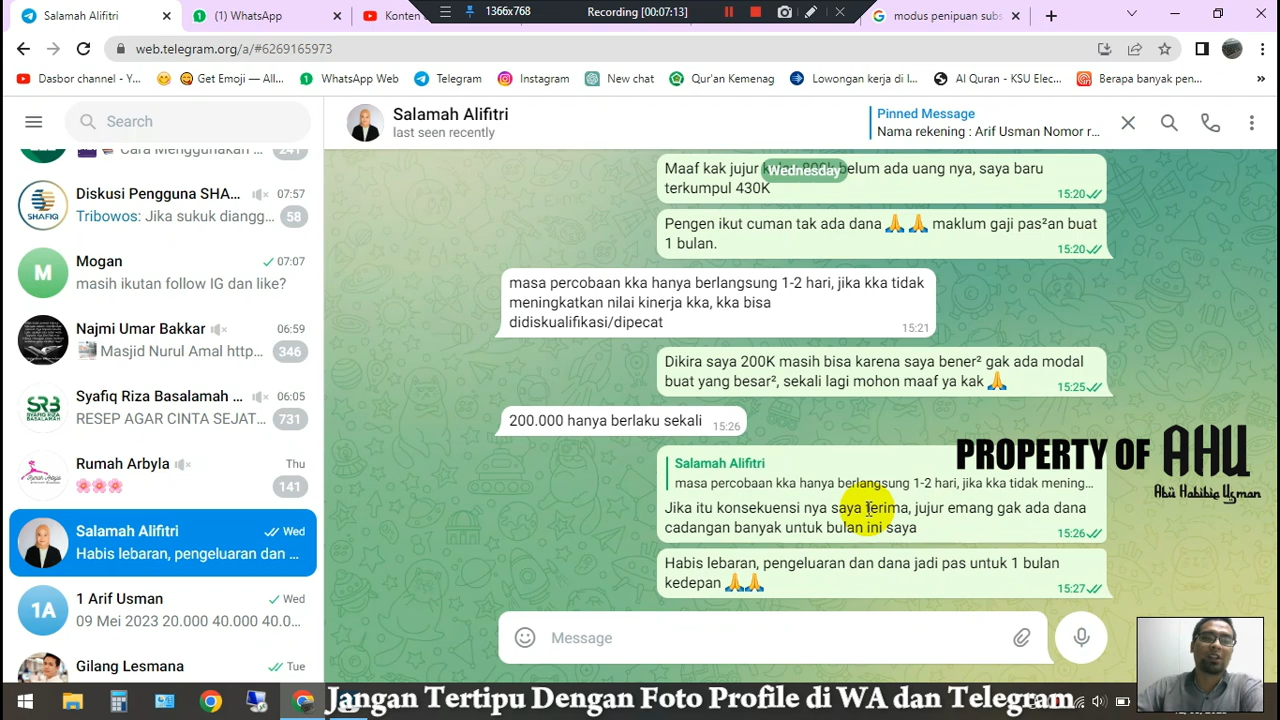 Salamah Alifitri
(1) WhatsApp
Konten
1366x768
Recording [00:07:13]
modus penipuan subs
web.telegram.org/a/#6269165973
Dasbor channel - Y...
Get Emoji — All...
WhatsApp Web
Telegram
Instagram
New chat
Qur'an Kemenag
Lowongan kerja di I...
Al Quran - KSU Elec...
Berapa banyak pen...
Search
Salamah Alifitri
last seen recently
Pinned Message
Nama rekening : Arif Usman Nomor r...
Cara Menggunakan
241
Diskusi Pengguna SHA...
07:57
Tribowos: Jika sukuk diangg...
58
Mogan
07:07
masih ikutan follow IG dan like?
Najmi Umar Bakkar
06:59
Masjid Nurul Amal http...
346
Syafiq Riza Basalamah ...
06:05
RESEP AGAR CINTA SEJAT...
731
Rumah Arbyla
Thu
🌸🌸🌸
141
Salamah Alifitri
Wed
Habis lebaran, pengeluaran dan ...
1 Arif Usman
Wed
09 Mei 2023 20.000 40.000 40.0...
Gilang Lesmana
Tue
SHAFIQ
M
SRB
1A
Wednesday
Maaf kak jujur 800k belum ada uang nya, saya baru
terkumpul 430K
15:20
Pengen ikut cuman tak ada dana 🙏 🙏 maklum gaji pas²an buat
1 bulan.
15:20
masa percobaan kka hanya berlangsung 1-2 hari, jika kka tidak
meningkatkan nilai kinerja kka, kka bisa
didiskualifikasi/dipecat
15:21
Dikira saya 200K masih bisa karena saya bener² gak ada modal
buat yang besar², sekali lagi mohon maaf ya kak 🙏
15:25
200.000 hanya berlaku sekali
15:26
Salamah Alifitri
masa percobaan kka hanya berlangsung 1-2 hari, jika kka tidak mening...
Jika itu konsekuensi nya saya terima, jujur emang gak ada dana
cadangan banyak untuk bulan ini saya
15:26
Habis lebaran, pengeluaran dan dana jadi pas untuk 1 bulan
kedepan 🙏🙏
15:27
Message
PROPERTY OF AHU
Abu Habibia Usman
Jangan Tertipu Dengan Foto Profile di WA dan Telegram